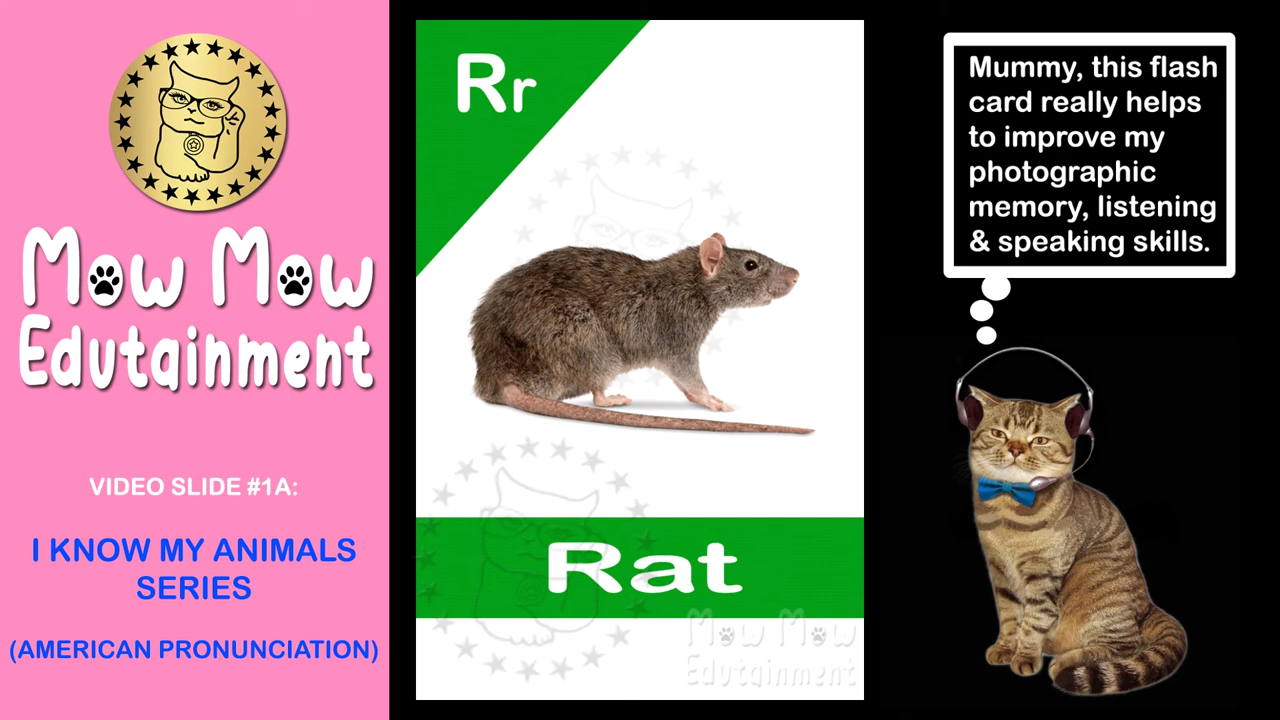 Mow Mow
Edutainment
VIDEO SLIDE #1A:
I KNOW MY ANIMALS
SERIES
(AMERICAN PRONUNCIATION)
Rr
Rat
Mow Mow
Edutainment
Mummy, this flash
card really helps
to improve my
photographic
memory, listening
& speaking skills.